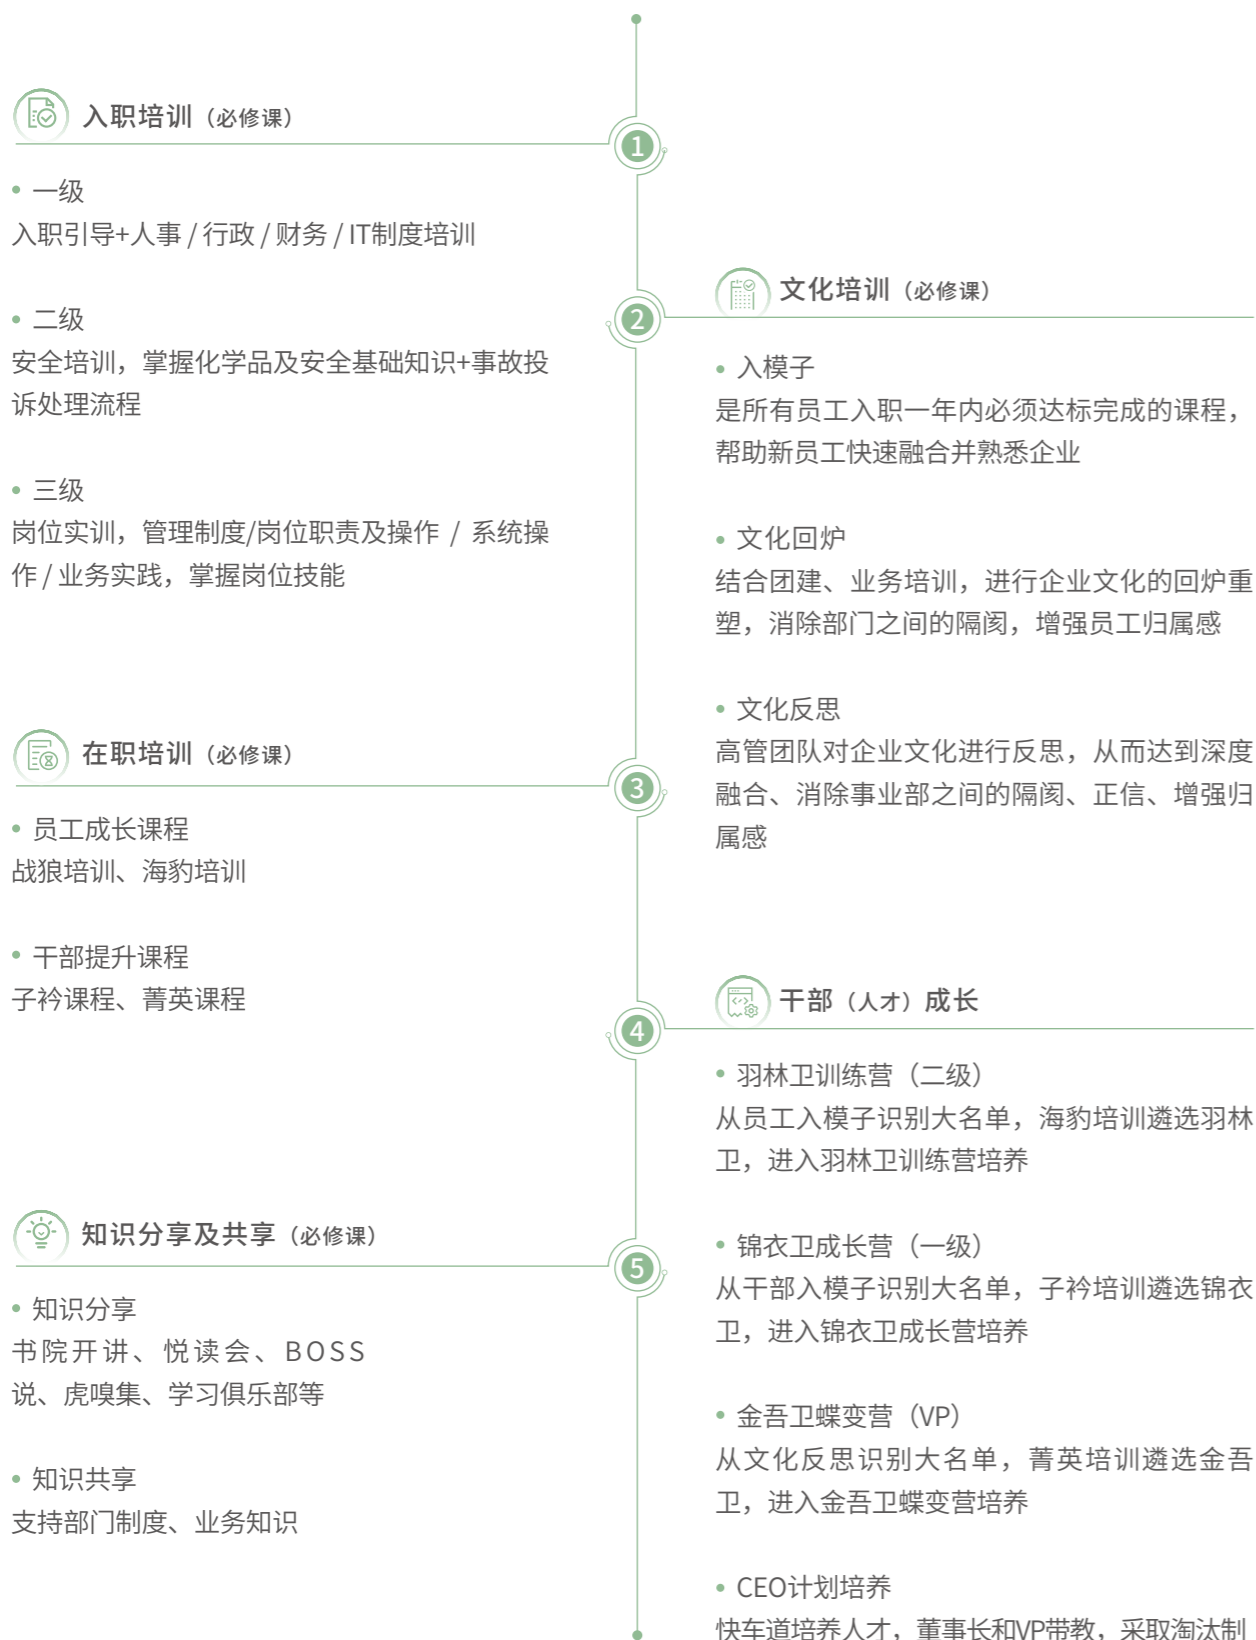 入职培训（必修课）
1
• 一级
入职引导+人事 / 行政 / 财务 / IT制度培训
• 二级
安全培训，掌握化学品及安全基础知识+事故投
诉处理流程
• 三级
岗位实训，管理制度/岗位职责及操作 / 系统操
作 / 业务实践，掌握岗位技能
2
文化培训（必修课）
• 入模子
是所有员工入职一年内必须达标完成的课程，
帮助新员工快速融合并熟悉企业
• 文化回炉
结合团建、业务培训，进行企业文化的回炉重
塑，消除部门之间的隔阂，增强员工归属感
• 文化反思
高管团队对企业文化进行反思，从而达到深度
融合、消除事业部之间的隔阂、正信、增强归
属感
在职培训（必修课）
3
• 员工成长课程
战狼培训、海豹培训
• 干部提升课程
子衿课程、菁英课程
4
干部（人才）成长
• 羽林卫训练营（二级）
从员工入模子识别大名单，海豹培训遴选羽林
卫，进入羽林卫训练营培养
• 锦衣卫成长营（一级）
从干部入模子识别大名单，子衿培训遴选锦衣
卫，进入锦衣卫成长营培养
• 金吾卫蝶变营（VP）
从文化反思识别大名单，菁英培训遴选金吾
卫，进入金吾卫蝶变营培养
• CEO计划培养
快车道培养人才，董事长和VP带教，采取淘汰制
知识分享及共享（必修课）
5
• 知识分享
书院开讲、悦读会、BOSS
说、虎嗅集、学习俱乐部等
• 知识共享
支持部门制度、业务知识